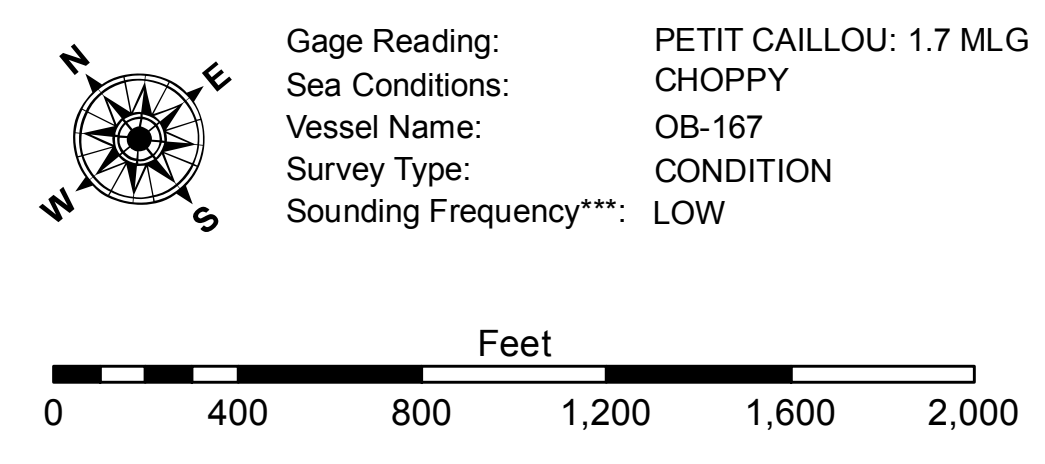 N
E
W
S
Gage Reading: PETIT CAILLOU: 1.7 MLG
Sea Conditions: CHOPPY
Vessel Name: OB-167
Survey Type: CONDITION
Sounding Frequency***: LOW
Feet
0 400 800 1,200 1,600 2,000